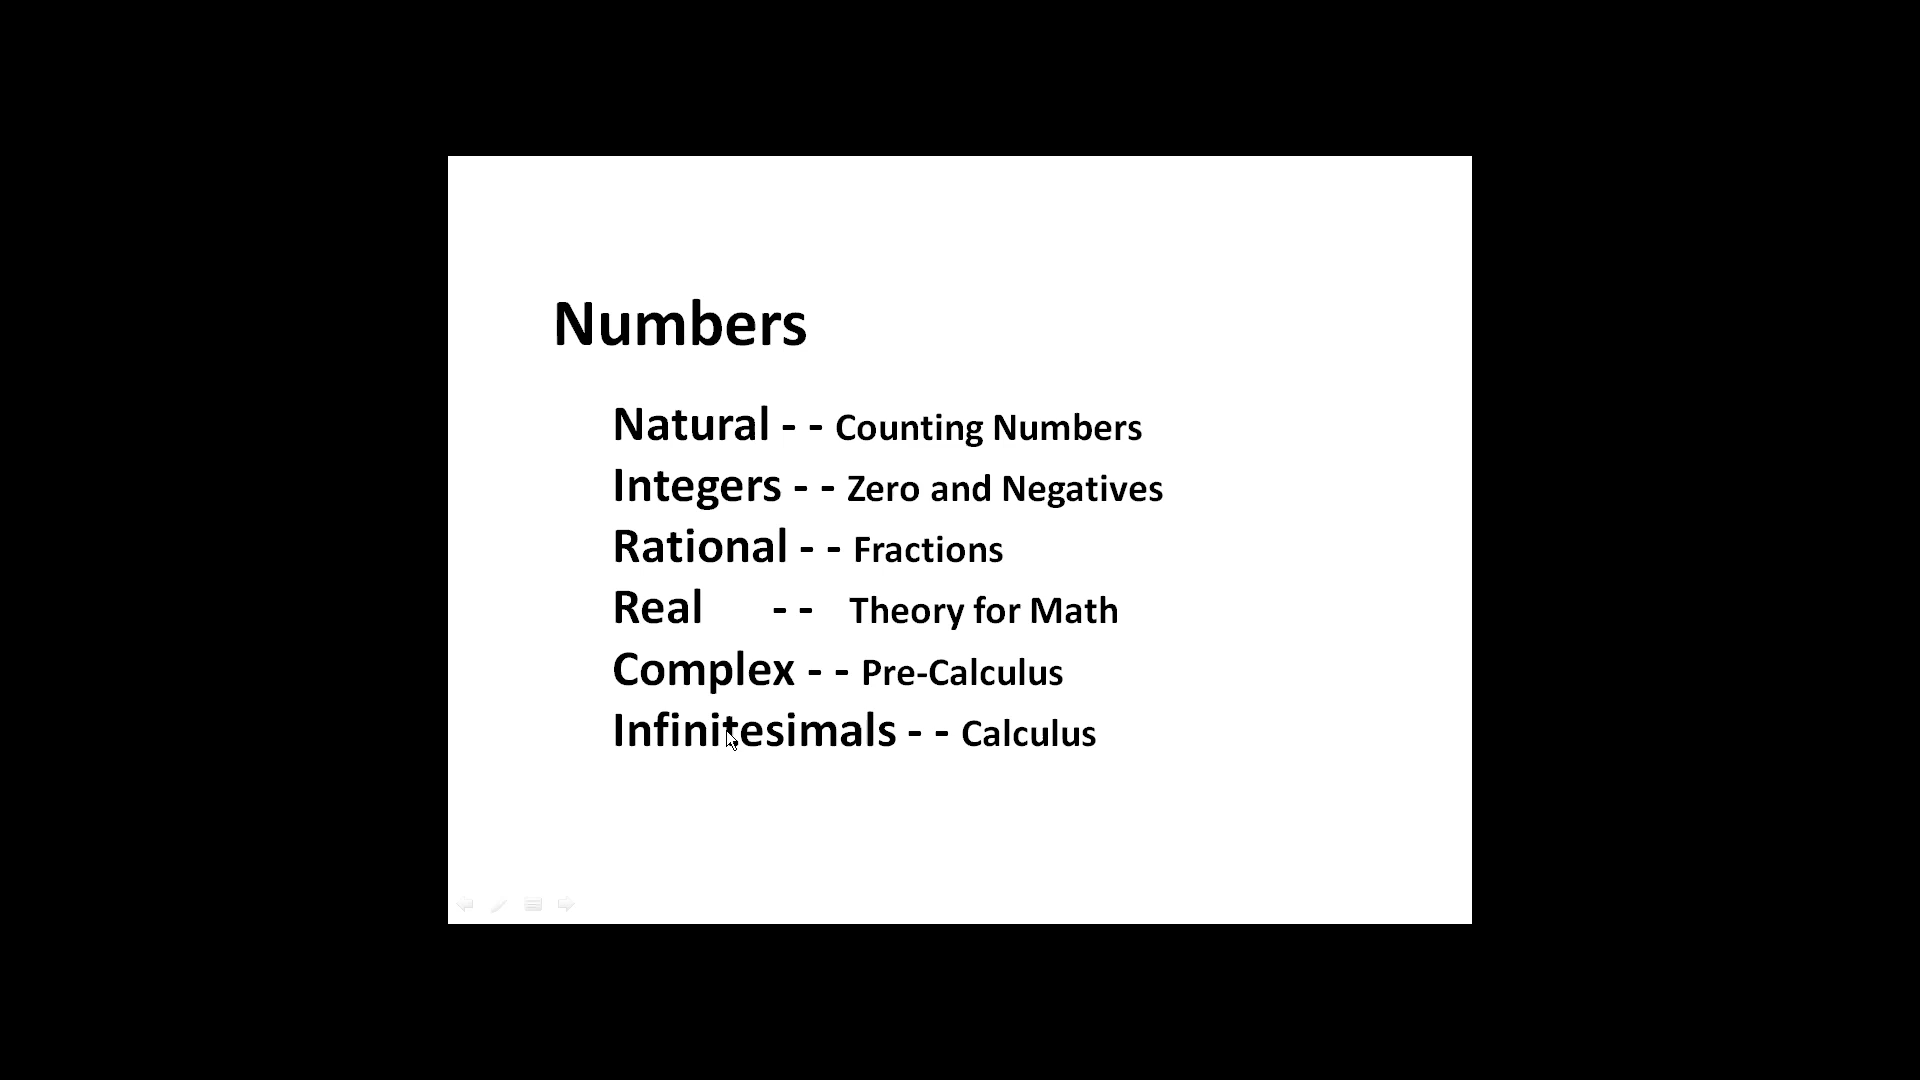 Numbers
Natural - - Counting Numbers
Integers - - Zero and Negatives
Rational - - Fractions
Real - - Theory for Math
Complex - - Pre-Calculus
Infinitesimals - - Calculus